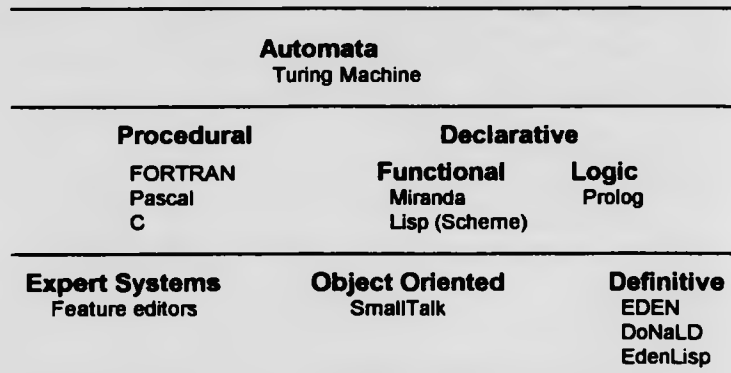 Automata
Turing Machine
Procedural Declarative
FORTRAN Functional Logic
Pascal Miranda Prolog
C Lisp (Scheme)
Expert Systems Object Oriented Definitive
Feature editors SmallTalk EDEN
DoNaLD
EdenLisp